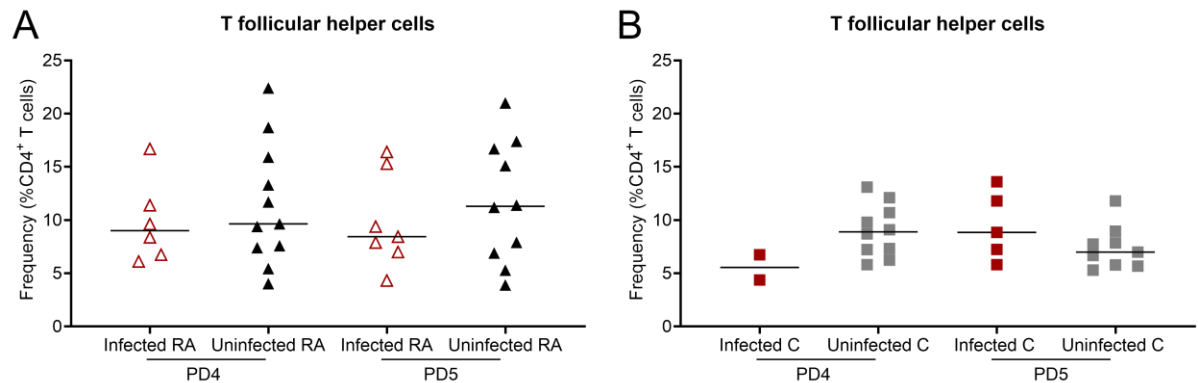 A
T follicular helper cells
Frequency (%CD4⁺ T cells)
25
20
15
10
5
0
Infected RA Uninfected RA Infected RA Uninfected RA
PD4 PD5
B
T follicular helper cells
Frequency (%CD4⁺ T cells)
25
20
15
10
5
0
Infected C Uninfected C Infected C Uninfected C
PD4 PD5